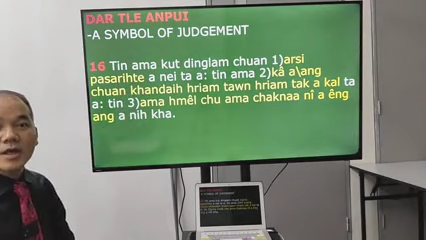 DAR TLE ANPUI
-A SYMBOL OF JUDGEMENT
16 Tin ama kut dinglam chuan 1)arsi
pasarihte a nei ta a: tin ama 2)kâ a\ang
chuan khandaih hriam tawn hriam tak a kal ta
a: tin 3)ama hmêl chu ama chaknaa nî a êng
ang a nih kha.